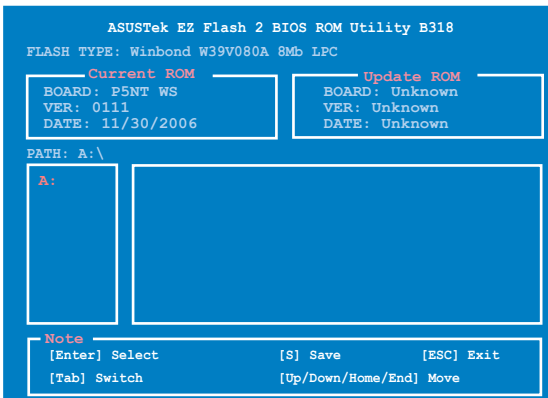 ASUSTek EZ Flash 2 BIOS ROM Utility B318
FLASH TYPE: Winbond W39V080A 8Mb LPC
Current ROM
BOARD: P5NT WS
VER: 0111
DATE: 11/30/2006
Update ROM
BOARD: Unknown
VER: Unknown
DATE: Unknown
PATH: A:\
A:
Note
[Enter] Select [S] Save [ESC] Exit
[Tab] Switch [Up/Down/Home/End] Move